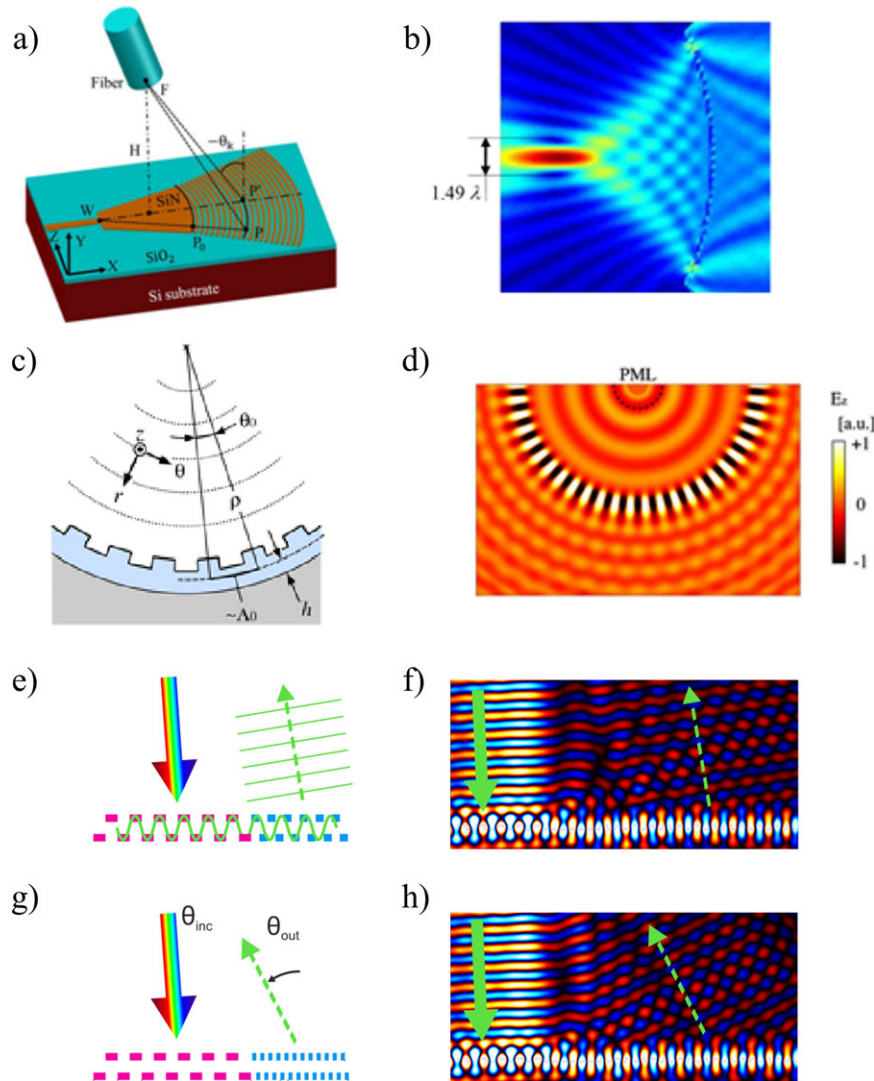 a)
Fiber
F
H
−θk
W
SiN
P'
P
P0
Z
Y
X
SiO2
Si substrate
b)
1.49 λ
c)
θ0
z
θ
r
ρ
~Λ0
h
d)
PML
Ez
[a.u.]
+1
0
-1
e)
f)
g)
θinc
θout
h)